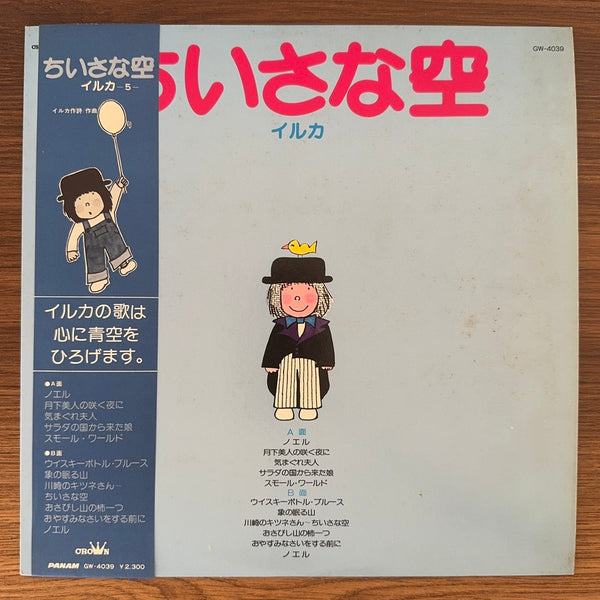 ちいさな空
イルカ -5-
イルカ作詩・作曲
イルカの歌は
心に青空を
ひろげます。
●A面
ノエル
月下美人の咲く夜に
気まぐれ夫人
サラダの国から来た娘
スモール・ワールド
●B面
ウイスキーボトル・ブルース
象の眠る山
川崎のキツネさん~
ちいさな空
おさびし山の柿一つ
おやすみなさいをする前に
ノエル
CROWN
PANAM GW-4039 ¥2,300
CS
GW-4039
ちいさな空
イルカ
A 面
ノエル
月下美人の咲く夜に
気まぐれ夫人
サラダの国から来た娘
スモール・ワールド
B 面
ウイスキーボトル・ブルース
象の眠る山
川崎のキツネさん~ちいさな空
おさびし山の柿一つ
おやすみなさいをする前に
ノエル